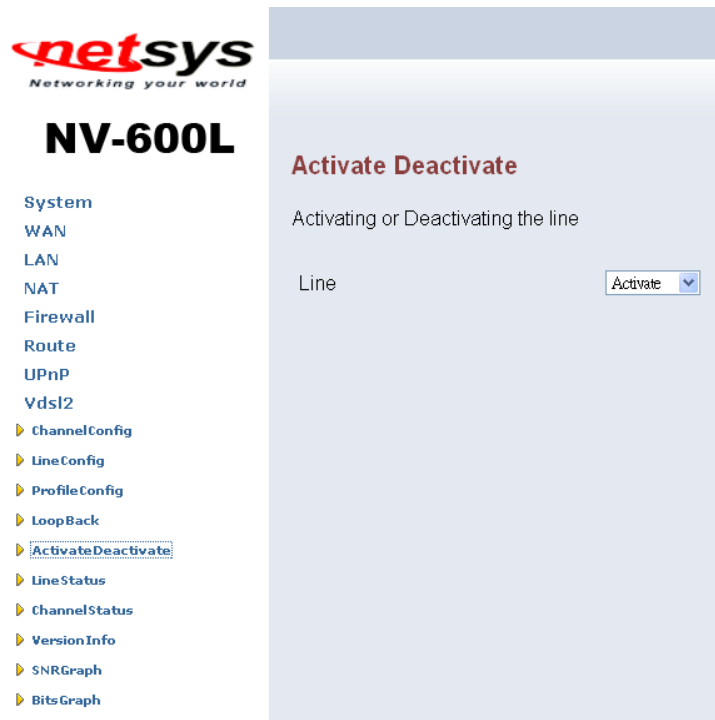 netsys
Networking your world
NV-600L
System
WAN
LAN
NAT
Firewall
Route
UPnP
Vdsl2
ChannelConfig
LineConfig
ProfileConfig
LoopBack
ActivateDeactivate
LineStatus
ChannelStatus
VersionInfo
SNRGraph
BitsGraph
Activate Deactivate
Activating or Deactivating the line
Line Activate